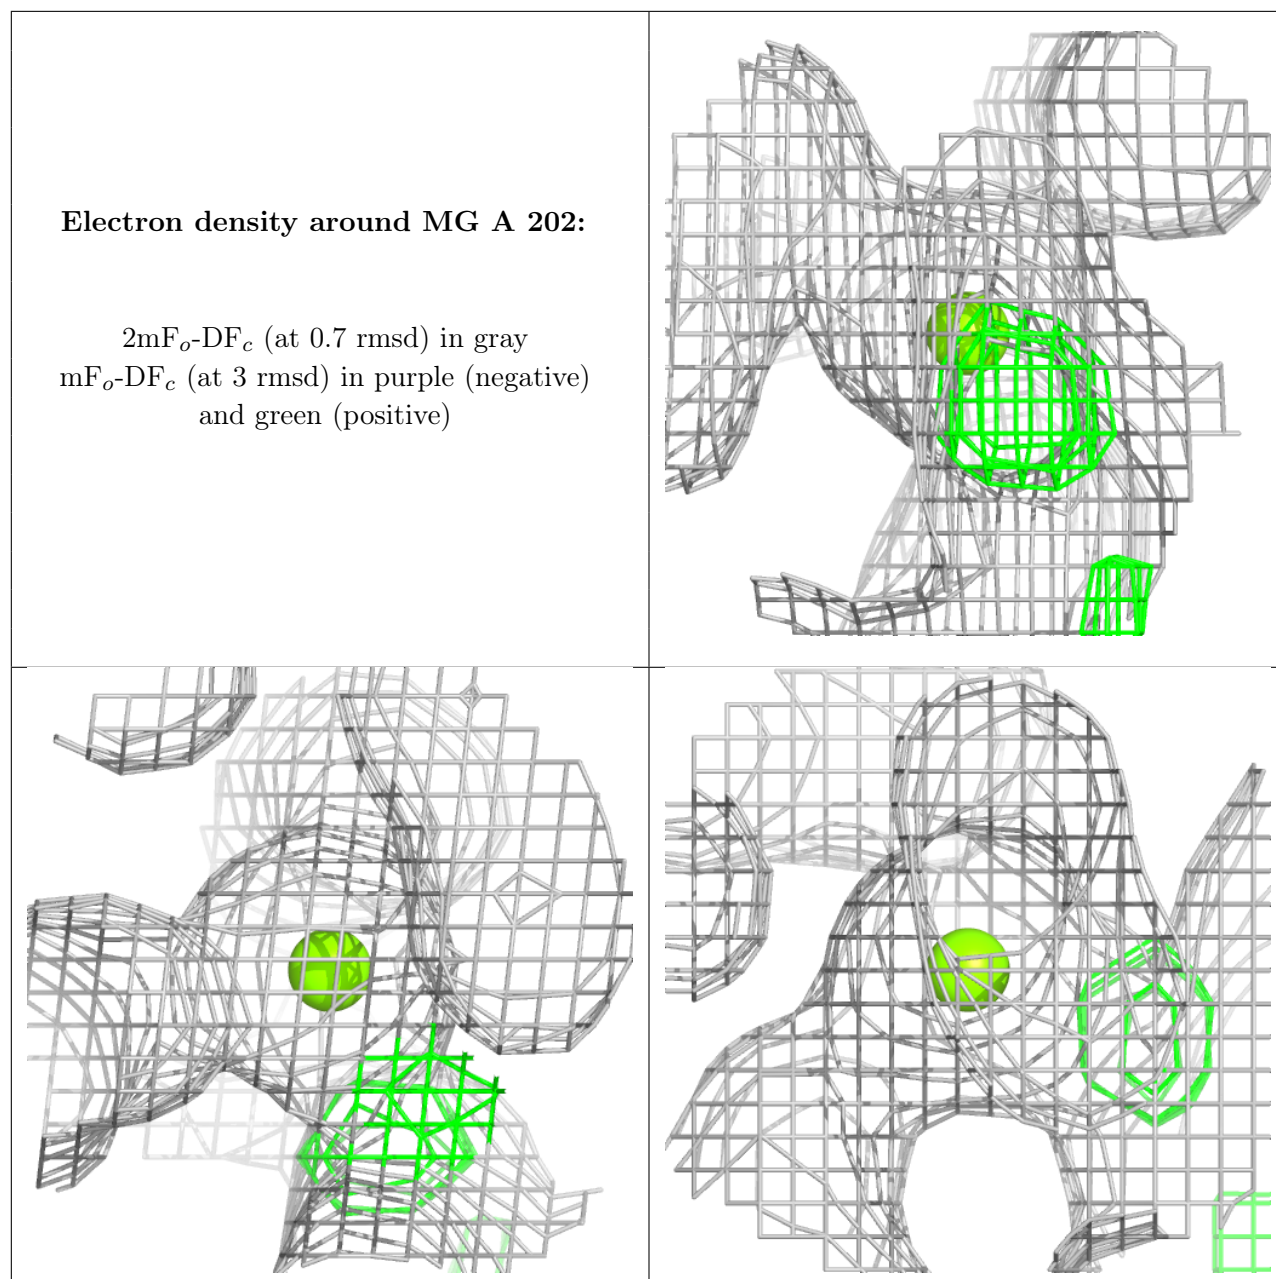 Electron density around MG A 202:
2mFo-DFc (at 0.7 rmsd) in gray
mFo-DFc (at 3 rmsd) in purple (negative)
and green (positive)